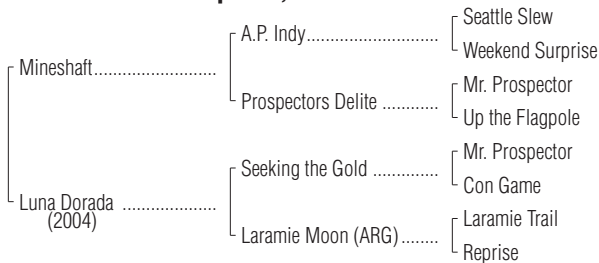 Seattle Slew
A.P. Indy........................
Weekend Surprise
Mineshaft......................
Mr. Prospector
Prospectors Delite ..........
Up the Flagpole
Mr. Prospector
Seeking the Gold ............
Con Game
Luna Dorada .................
(2004)
Laramie Trail
Laramie Moon (ARG).......
Reprise